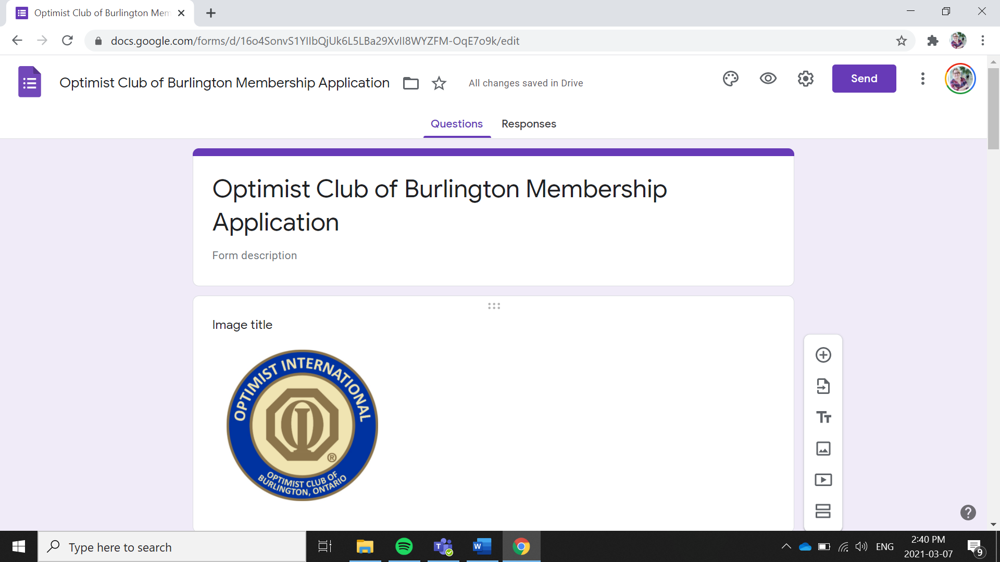 Optimist Club of Burlington Mem
docs.google.com/forms/d/16o4SonvS1YIIbQjUk6L5LBa29XvII8WYZFM-OqE7o9k/edit
Optimist Club of Burlington Membership Application
All changes saved in Drive
Send
Questions
Responses
Optimist Club of Burlington Membership
Application
Form description
Image title
OPTIMIST INTERNATIONAL
®
OPTIMIST CLUB OF
BURLINGTON, ONTARIO
Type here to search
ENG
2:40 PM
2021-03-07
9